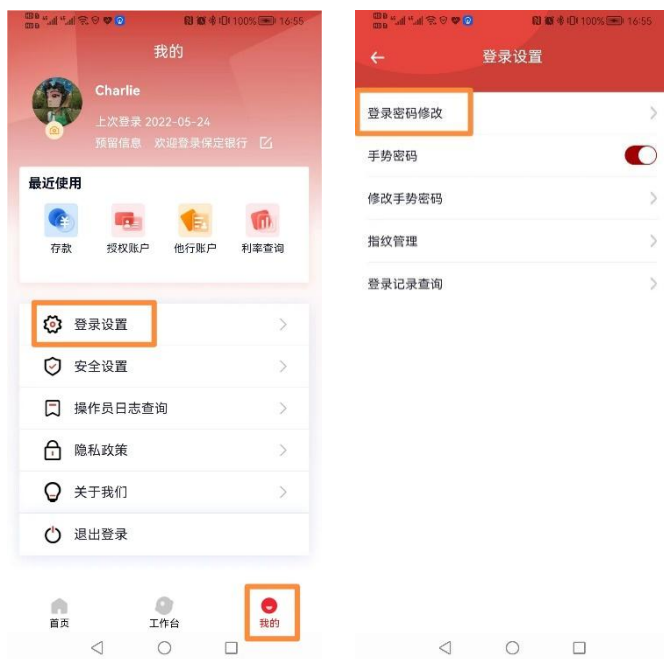 100% 16:55
我的
Charlie
上次登录 2022-05-24
预留信息 欢迎登录保定银行
最近使用
存款 授权账户 他行账户 利率查询
登录设置
安全设置
操作员日志查询
隐私政策
关于我们
退出登录
首页 工作台 我的
100% 16:55
登录设置
登录密码修改
手势密码
修改手势密码
指纹管理
登录记录查询